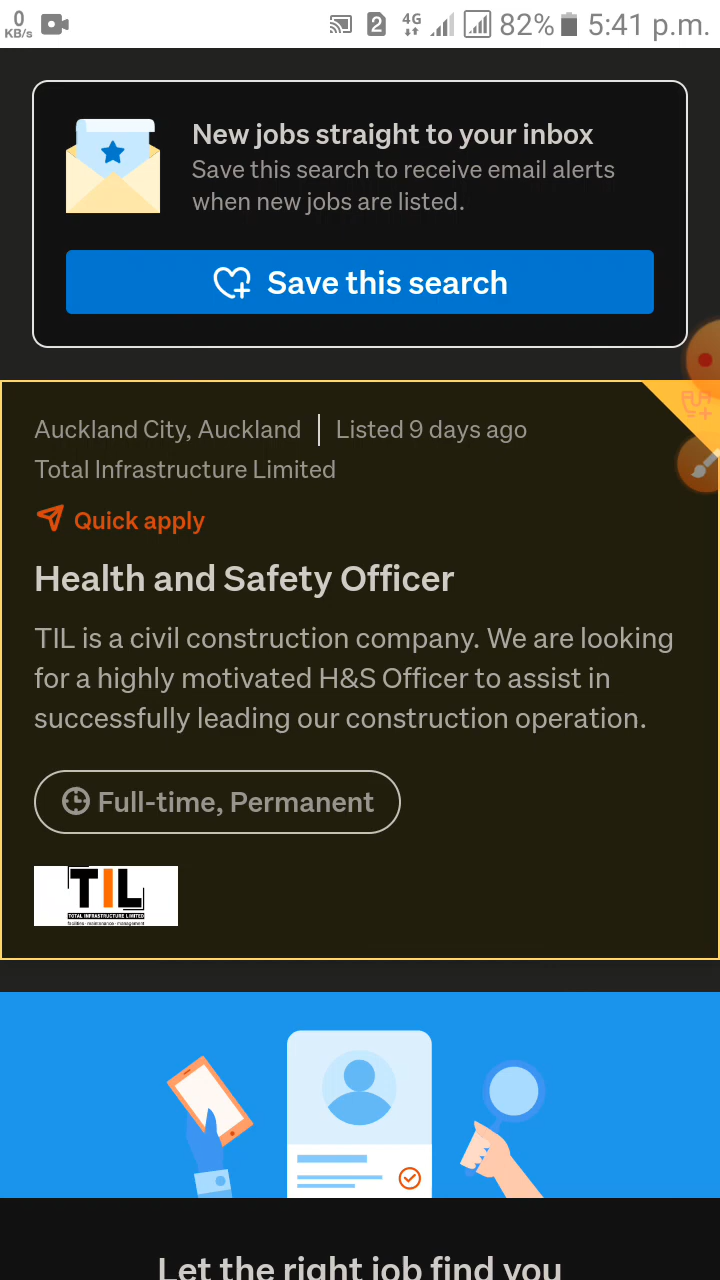 0
KB/s
2 4G 82% 5:41 p.m.
New jobs straight to your inbox
Save this search to receive email alerts
when new jobs are listed.
Save this search
Auckland City, Auckland | Listed 9 days ago
Total Infrastructure Limited
Quick apply
Health and Safety Officer
TIL is a civil construction company. We are looking
for a highly motivated H&S Officer to assist in
successfully leading our construction operation.
Full-time, Permanent
TIL
TOTAL INFRASTRUCTURE LIMITED
facilities - maintenance - management
Let the right job find you